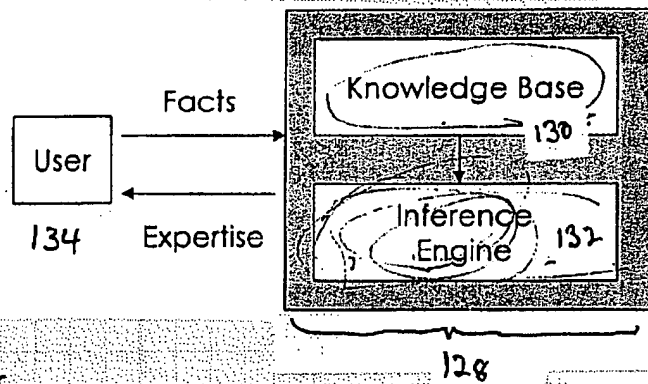 Knowledge Base
130
Facts
User
134
Expertise
Inference
Engine
132
128